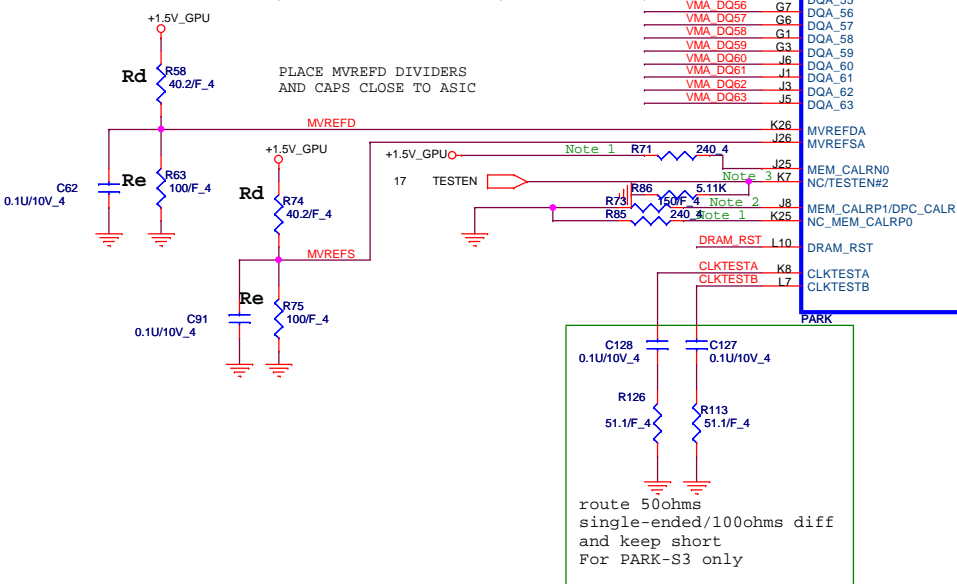 VMA_DQ56 G7 DQA_56
VMA_DQ57 G6 DQA_57
VMA_DQ58 G1 DQA_58
VMA_DQ59 G3 DQA_59
VMA_DQ60 J6 DQA_60
VMA_DQ61 J1 DQA_61
VMA_DQ62 J3 DQA_62
VMA_DQ63 J5 DQA_63
+1.5V_GPU
Rd
R58
40.2/F_4
PLACE MVREFD DIVIDERS
AND CAPS CLOSE TO ASIC
MVREFD
K26 MVREFDA
J26 MVREFSA
C62
0.1U/10V_4
Re
R63
100/F_4
+1.5V_GPU
Rd
R74
40.2/F_4
MVREFS
C91
0.1U/10V_4
Re
R75
100/F_4
+1.5V_GPU
Note 1
R71
240_4
J25 MEM_CALRN0
17 TESTEN
Note 3
K7 NC/TESTEN#2
R86
5.11K
R73
150/F_4
Note 2
J8 MEM_CALRP1/DPC_CALR
R85
240_4
Note 1
K25 NC_MEM_CALRP0
DRAM_RST L10 DRAM_RST
CLKTESTA K8 CLKTESTA
CLKTESTB L7 CLKTESTB
PARK
C128
0.1U/10V_4
C127
0.1U/10V_4
R126
51.1/F_4
R113
51.1/F_4
route 50ohms
single-ended/100ohms diff
and keep short
For PARK-S3 only